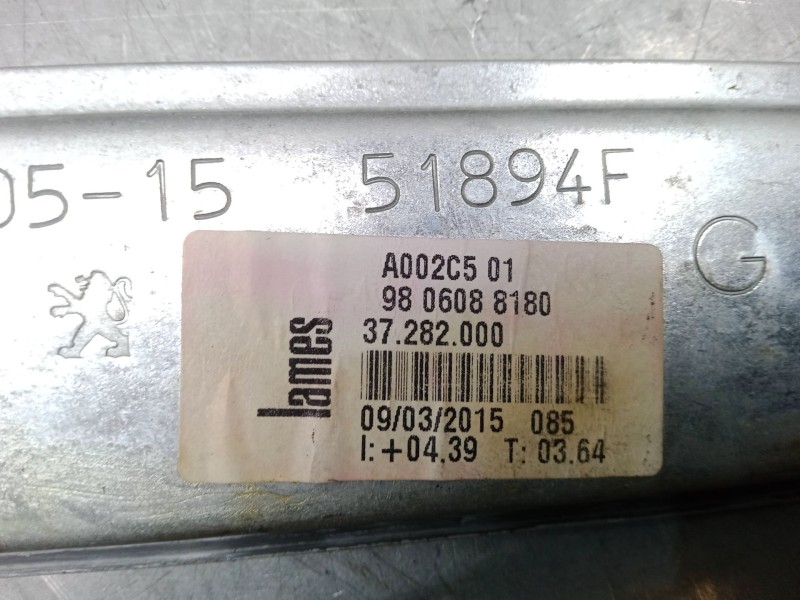 05-15 51894F
G
A002C5 01
98 0608 8180
37.282.000
lames
09/03/2015 085
I: +04.39 T: 03.64